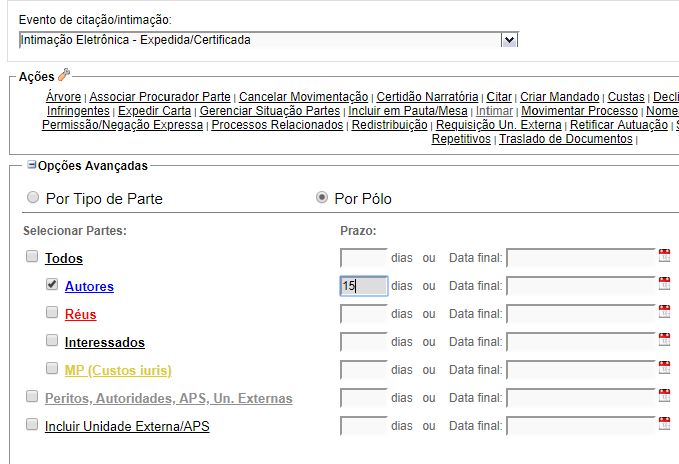 Evento de citação/intimação:
Intimação Eletrônica - Expedida/Certificada
Ações
Árvore | Associar Procurador Parte | Cancelar Movimentação | Certidão Narratória | Citar | Criar Mandado | Custas | Decli
Infringentes | Expedir Carta | Gerenciar Situação Partes | Incluir em Pauta/Mesa | Intimar | Movimentar Processo | Nome
Permissão/Negação Expressa | Processos Relacionados | Redistribuição | Requisição Un. Externa | Retificar Autuação |
Repetitivos | Traslado de Documentos |
Opções Avançadas
Por Tipo de Parte Por Pólo
Selecionar Partes: Prazo:
Todos dias ou Data final:
Autores 15 dias ou Data final:
Réus dias ou Data final:
Interessados dias ou Data final:
MP (Custos iuris) dias ou Data final:
Peritos, Autoridades, APS, Un. Externas dias ou Data final:
Incluir Unidade Externa/APS dias ou Data final: